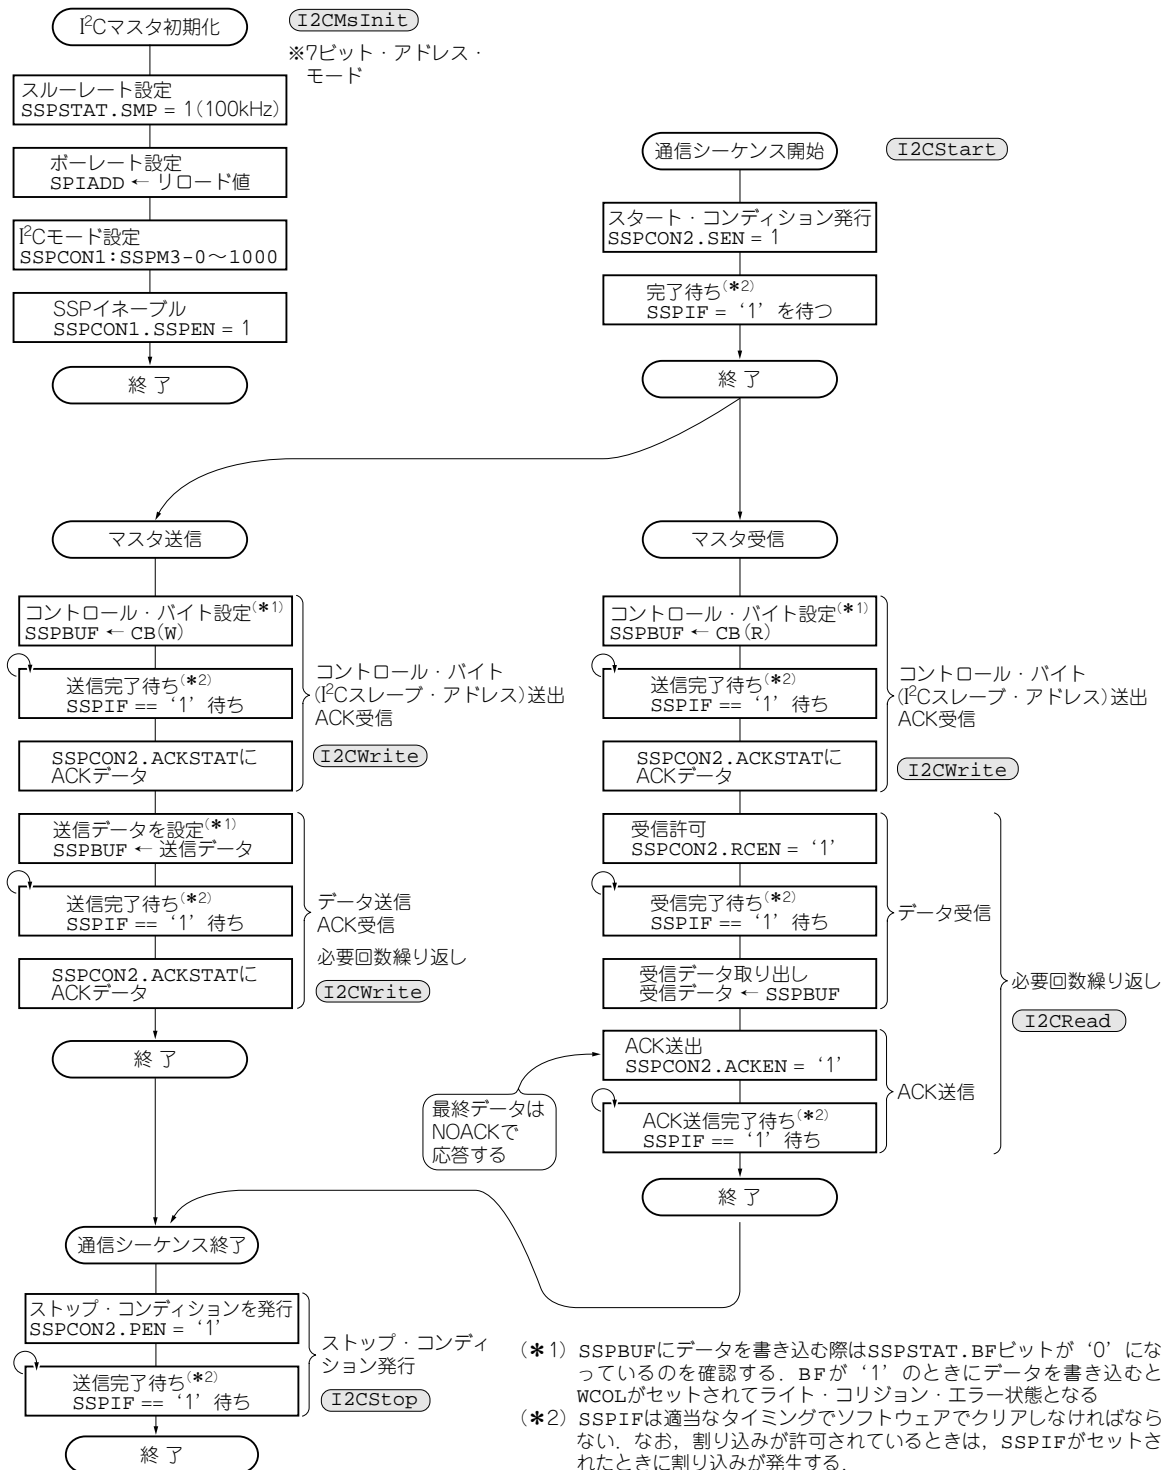 I²Cマスタ初期化
I2CMsInit
※7ビット・アドレス・
モード
スルーレート設定
SSPSTAT.SMP = 1(100kHz)
ボーレート設定
SPIADD ← リロード値
I²Cモード設定
SSPCON1:SSPM3-0～1000
SSPイネーブル
SSPCON1.SSPEN = 1
終 了
通信シーケンス開始
I2CStart
スタート・コンディション発行
SSPCON2.SEN = 1
完了待ち(*2)
SSPIF = ‘1’ を待つ
終 了
マスタ送信
コントロール・バイト設定(*1)
SSPBUF ← CB(W)
送信完了待ち(*2)
SSPIF == ‘1’ 待ち
SSPCON2.ACKSTATに
ACKデータ
コントロール・バイト
(I²Cスレーブ・アドレス)送出
ACK受信
I2CWrite
送信データを設定(*1)
SSPBUF ← 送信データ
送信完了待ち(*2)
SSPIF == ‘1’ 待ち
SSPCON2.ACKSTATに
ACKデータ
データ送信
ACK受信
必要回数繰り返し
I2CWrite
終 了
マスタ受信
コントロール・バイト設定(*1)
SSPBUF ← CB(R)
送信完了待ち(*2)
SSPIF == ‘1’ 待ち
SSPCON2.ACKSTATに
ACKデータ
コントロール・バイト
(I²Cスレーブ・アドレス)送出
ACK受信
I2CWrite
受信許可
SSPCON2.RCEN = ‘1’
受信完了待ち(*2)
SSPIF == ‘1’ 待ち
受信データ取り出し
受信データ ← SSPBUF
データ受信
必要回数繰り返し
I2CRead
ACK送出
SSPCON2.ACKEN = ‘1’
ACK送信完了待ち(*2)
SSPIF == ‘1’ 待ち
ACK送信
最終データは
NOACKで
応答する
終 了
通信シーケンス終了
ストップ・コンディションを発行
SSPCON2.PEN = ‘1’
送信完了待ち(*2)
SSPIF == ‘1’ 待ち
ストップ・コンディ
ション発行
I2CStop
終 了
(*1) SSPBUFにデータを書き込む際はSSPSTAT.BFビットが‘0’にな
っているのを確認する．BFが‘1’のときにデータを書き込むと
WCOLがセットされてライト・コリジョン・エラー状態となる
(*2) SSPIFは適当なタイミングでソフトウェアでクリアしなければなら
ない．なお，割り込みが許可されているときは，SSPIFがセットさ
れたときに割り込みが発生する．